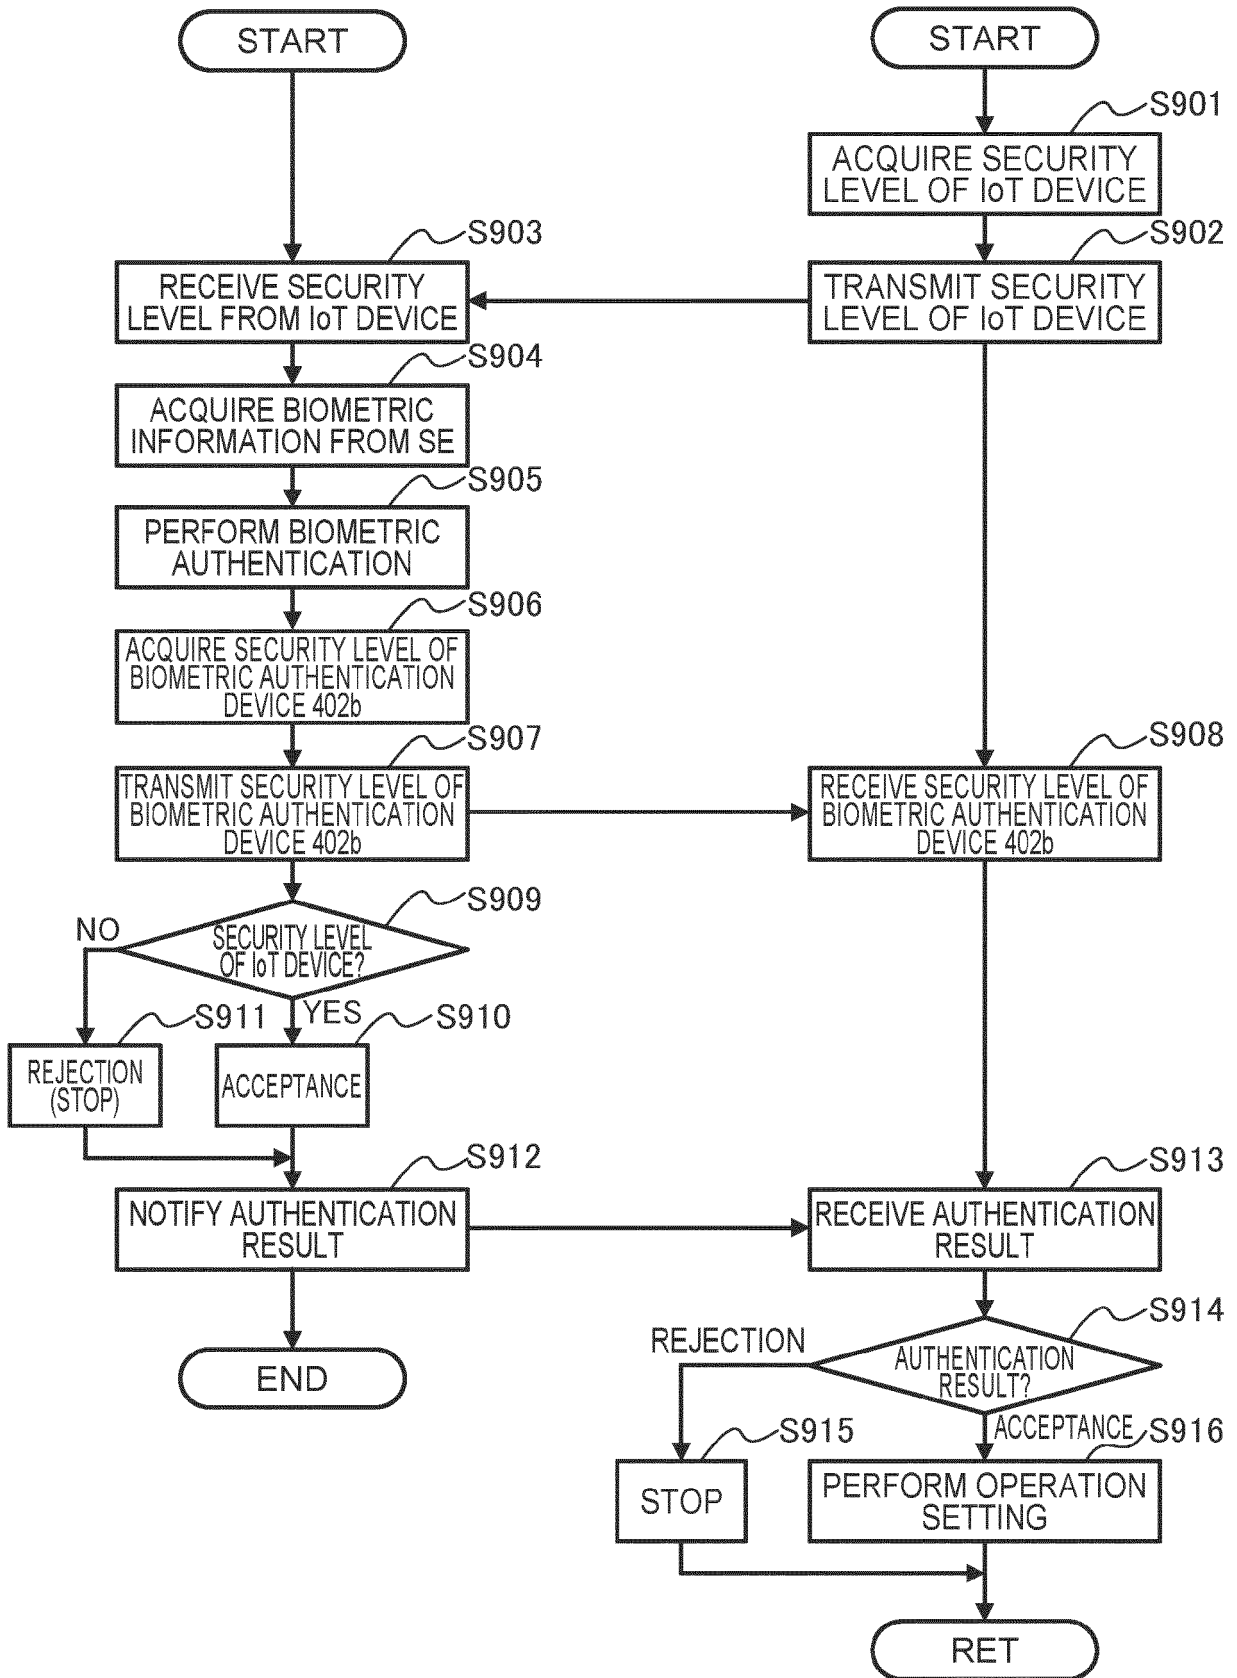 START
START
S901
ACQUIRE SECURITY
LEVEL OF IoT DEVICE
S903
S902
RECEIVE SECURITY
LEVEL FROM IoT DEVICE
TRANSMIT SECURITY
LEVEL OF IoT DEVICE
S904
ACQUIRE BIOMETRIC
INFORMATION FROM SE
S905
PERFORM BIOMETRIC
AUTHENTICATION
S906
ACQUIRE SECURITY LEVEL OF
BIOMETRIC AUTHENTICATION
DEVICE 402b
S907
S908
TRANSMIT SECURITY LEVEL OF
BIOMETRIC AUTHENTICATION
DEVICE 402b
RECEIVE SECURITY LEVEL OF
BIOMETRIC AUTHENTICATION
DEVICE 402b
S909
NO
SECURITY LEVEL
OF IoT DEVICE?
YES
S911
S910
REJECTION
(STOP)
ACCEPTANCE
S912
S913
NOTIFY AUTHENTICATION
RESULT
RECEIVE AUTHENTICATION
RESULT
S914
REJECTION
AUTHENTICATION
RESULT?
END
ACCEPTANCE
S915
S916
STOP
PERFORM OPERATION
SETTING
RET